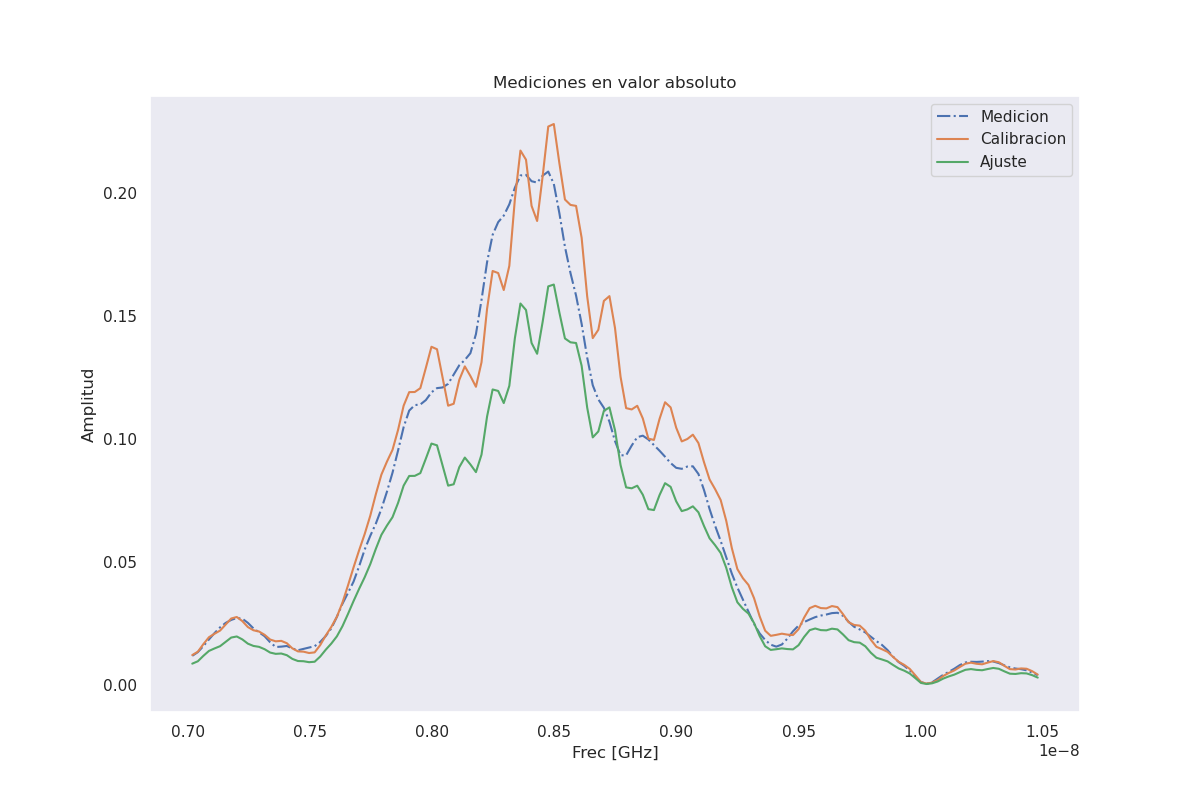 Mediciones en valor absoluto
Medicion
Calibracion
Ajuste
Amplitud
0.20
0.15
0.10
0.05
0.00
0.70 0.75 0.80 0.85 0.90 0.95 1.00 1.05
Frec [GHz]
1e−8